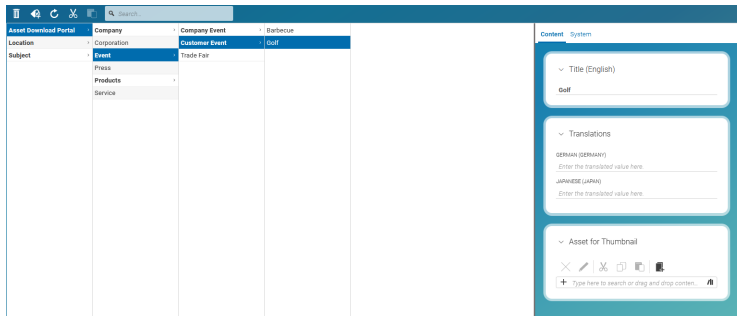 Search...
Asset Download Portal
Location
Subject
Company
Corporation
Event
Press
Products
Service
Company Event
Customer Event
Trade Fair
Barbecue
Golf
Content System
Title (English)
Golf
Translations
GERMAN (GERMANY)
Enter the translated value here.
JAPANESE (JAPAN)
Enter the translated value here.
Asset for Thumbnail
Type here to search or drag and drop conten...